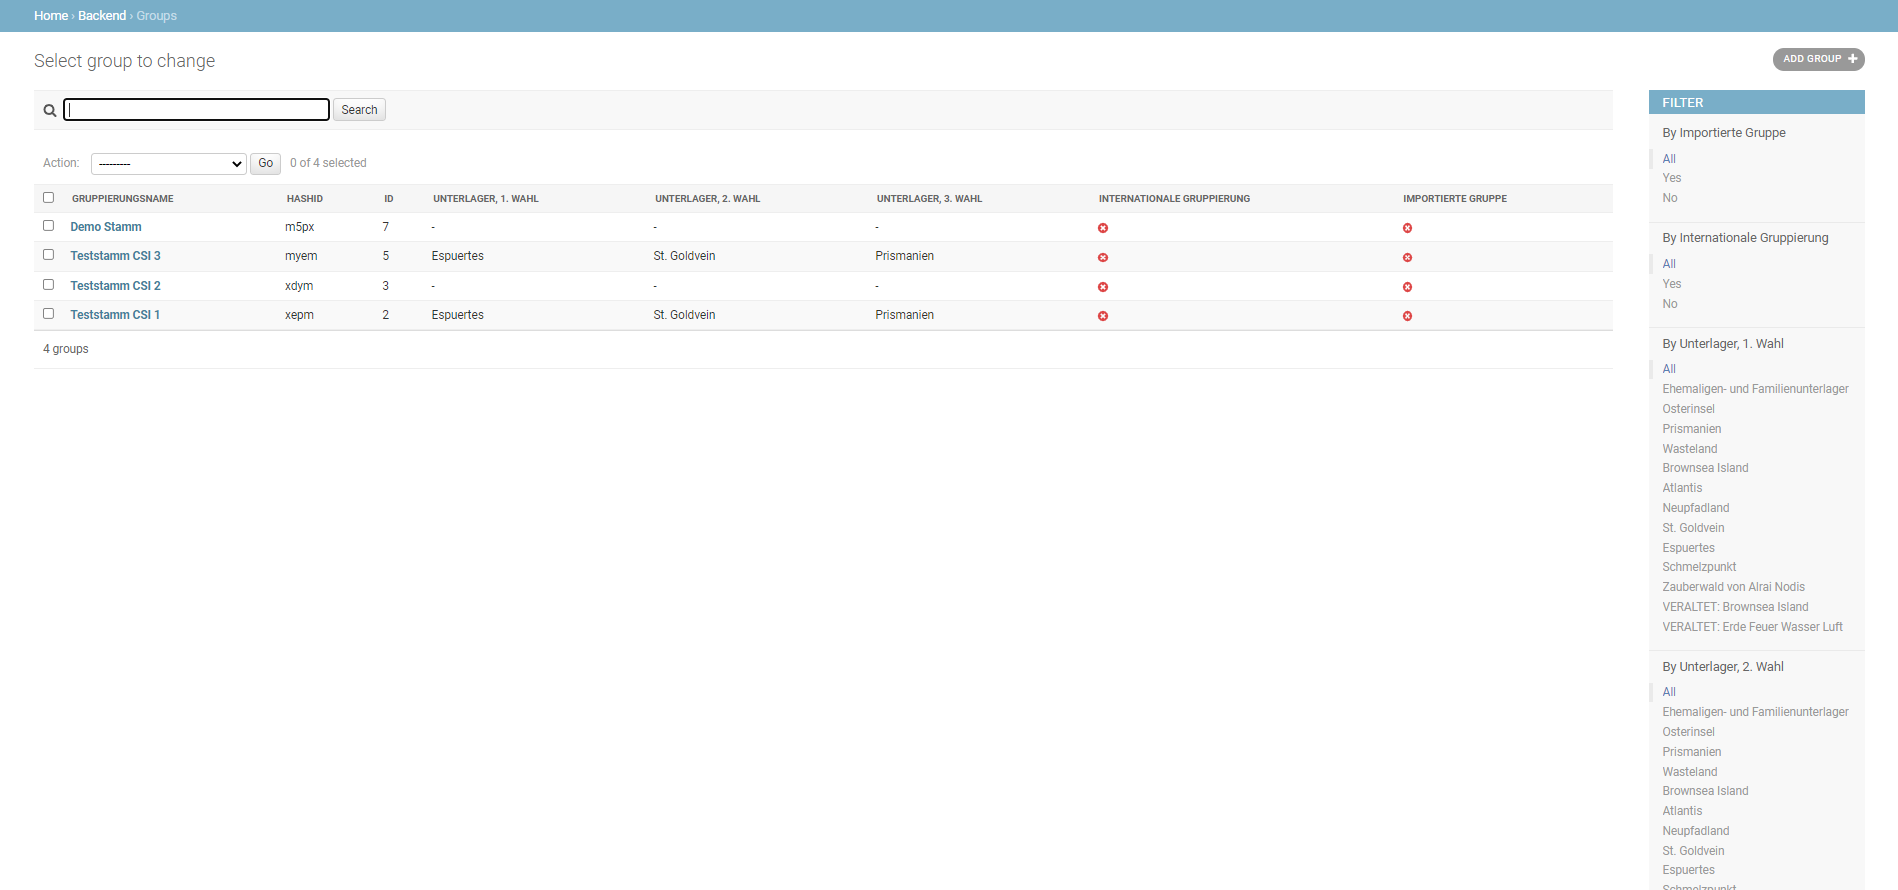 Home › Backend › Groups
Select group to change
ADD GROUP
Search
Action: --------- Go 0 of 4 selected
GRUPPIERUNGSNAME HASHID ID UNTERLAGER, 1. WAHL UNTERLAGER, 2. WAHL UNTERLAGER, 3. WAHL INTERNATIONALE GRUPPIERUNG IMPORTIERTE GRUPPE
Demo Stamm m5px 7 - - -
Teststamm CSI 3 myem 5 Espuertes St. Goldvein Prismanien
Teststamm CSI 2 xdym 3 - - -
Teststamm CSI 1 xepm 2 Espuertes St. Goldvein Prismanien
4 groups
FILTER
By Importierte Gruppe
All
Yes
No
By Internationale Gruppierung
All
Yes
No
By Unterlager, 1. Wahl
All
Ehemaligen- und Familienunterlager
Osterinsel
Prismanien
Wasteland
Brownsea Island
Atlantis
Neupfadland
St. Goldvein
Espuertes
Schmelzpunkt
Zauberwald von Alrai Nodis
VERALTET: Brownsea Island
VERALTET: Erde Feuer Wasser Luft
By Unterlager, 2. Wahl
All
Ehemaligen- und Familienunterlager
Osterinsel
Prismanien
Wasteland
Brownsea Island
Atlantis
Neupfadland
St. Goldvein
Espuertes
Schmelzpunkt